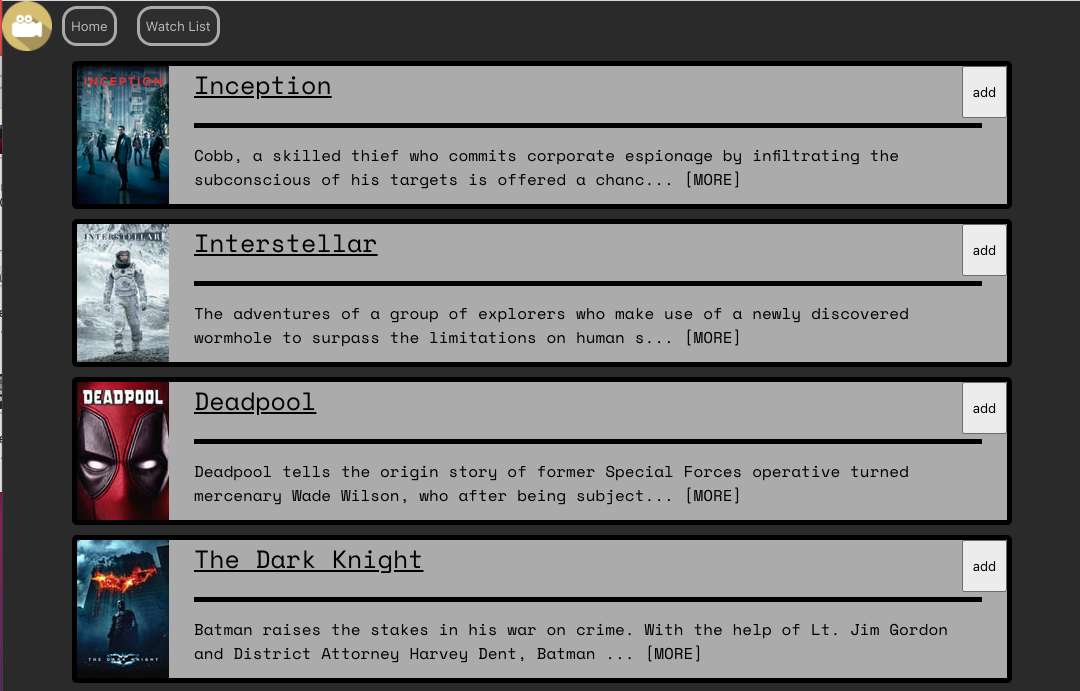 Home Watch List
INCEPTION
Inception
add
Cobb, a skilled thief who commits corporate espionage by infiltrating the
subconscious of his targets is offered a chanc... [MORE]
INTERSTELLAR
Interstellar
add
The adventures of a group of explorers who make use of a newly discovered
wormhole to surpass the limitations on human s... [MORE]
DEADPOOL
Deadpool
add
Deadpool tells the origin story of former Special Forces operative turned
mercenary Wade Wilson, who after being subject... [MORE]
The Dark Knight
add
Batman raises the stakes in his war on crime. With the help of Lt. Jim Gordon
and District Attorney Harvey Dent, Batman ... [MORE]
THE DARK KNIGHT